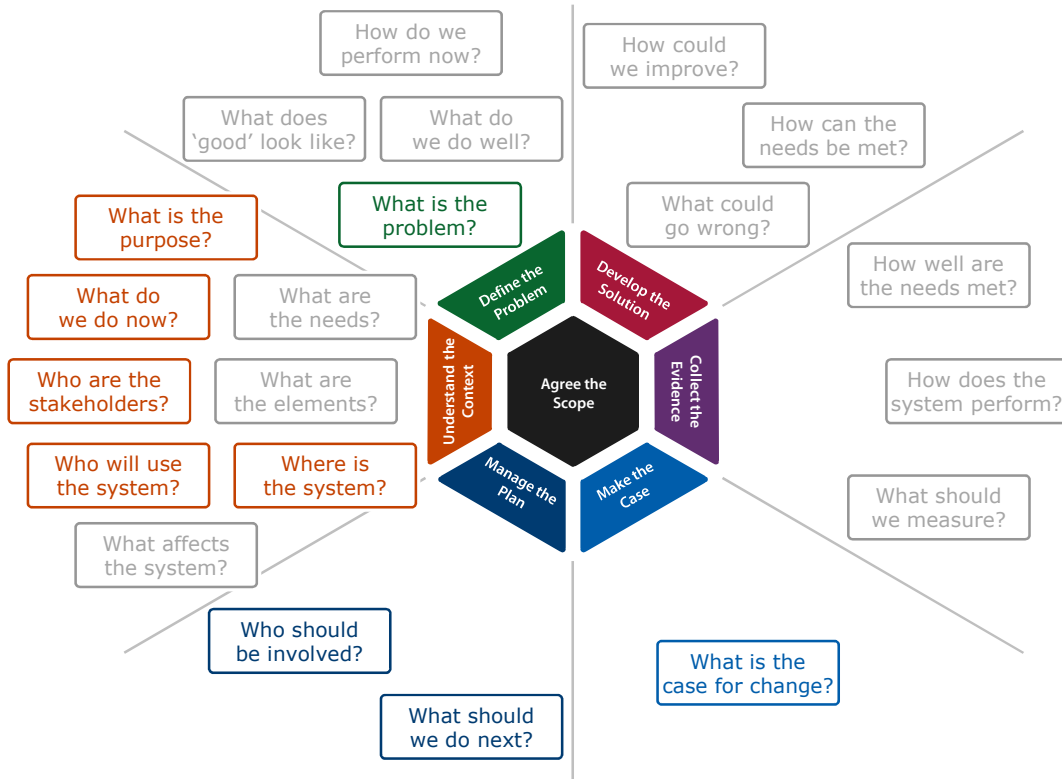 How do we
perform now?
How could
we improve?
What does
‘good’ look like?
What do
we do well?
How can the
needs be met?
What is the
purpose?
What is the
problem?
What could
go wrong?
How well are
the needs met?
What do
we do now?
What are
the needs?
Define the
Problem
Develop the
Solution
Who are the
stakeholders?
What are
the elements?
Understand the
Context
Agree the
Scope
Collect the
Evidence
How does the
system perform?
Who will use
the system?
Where is
the system?
Manage the
Plan
Make the
Case
What should
we measure?
What affects
the system?
Who should
be involved?
What is the
case for change?
What should
we do next?